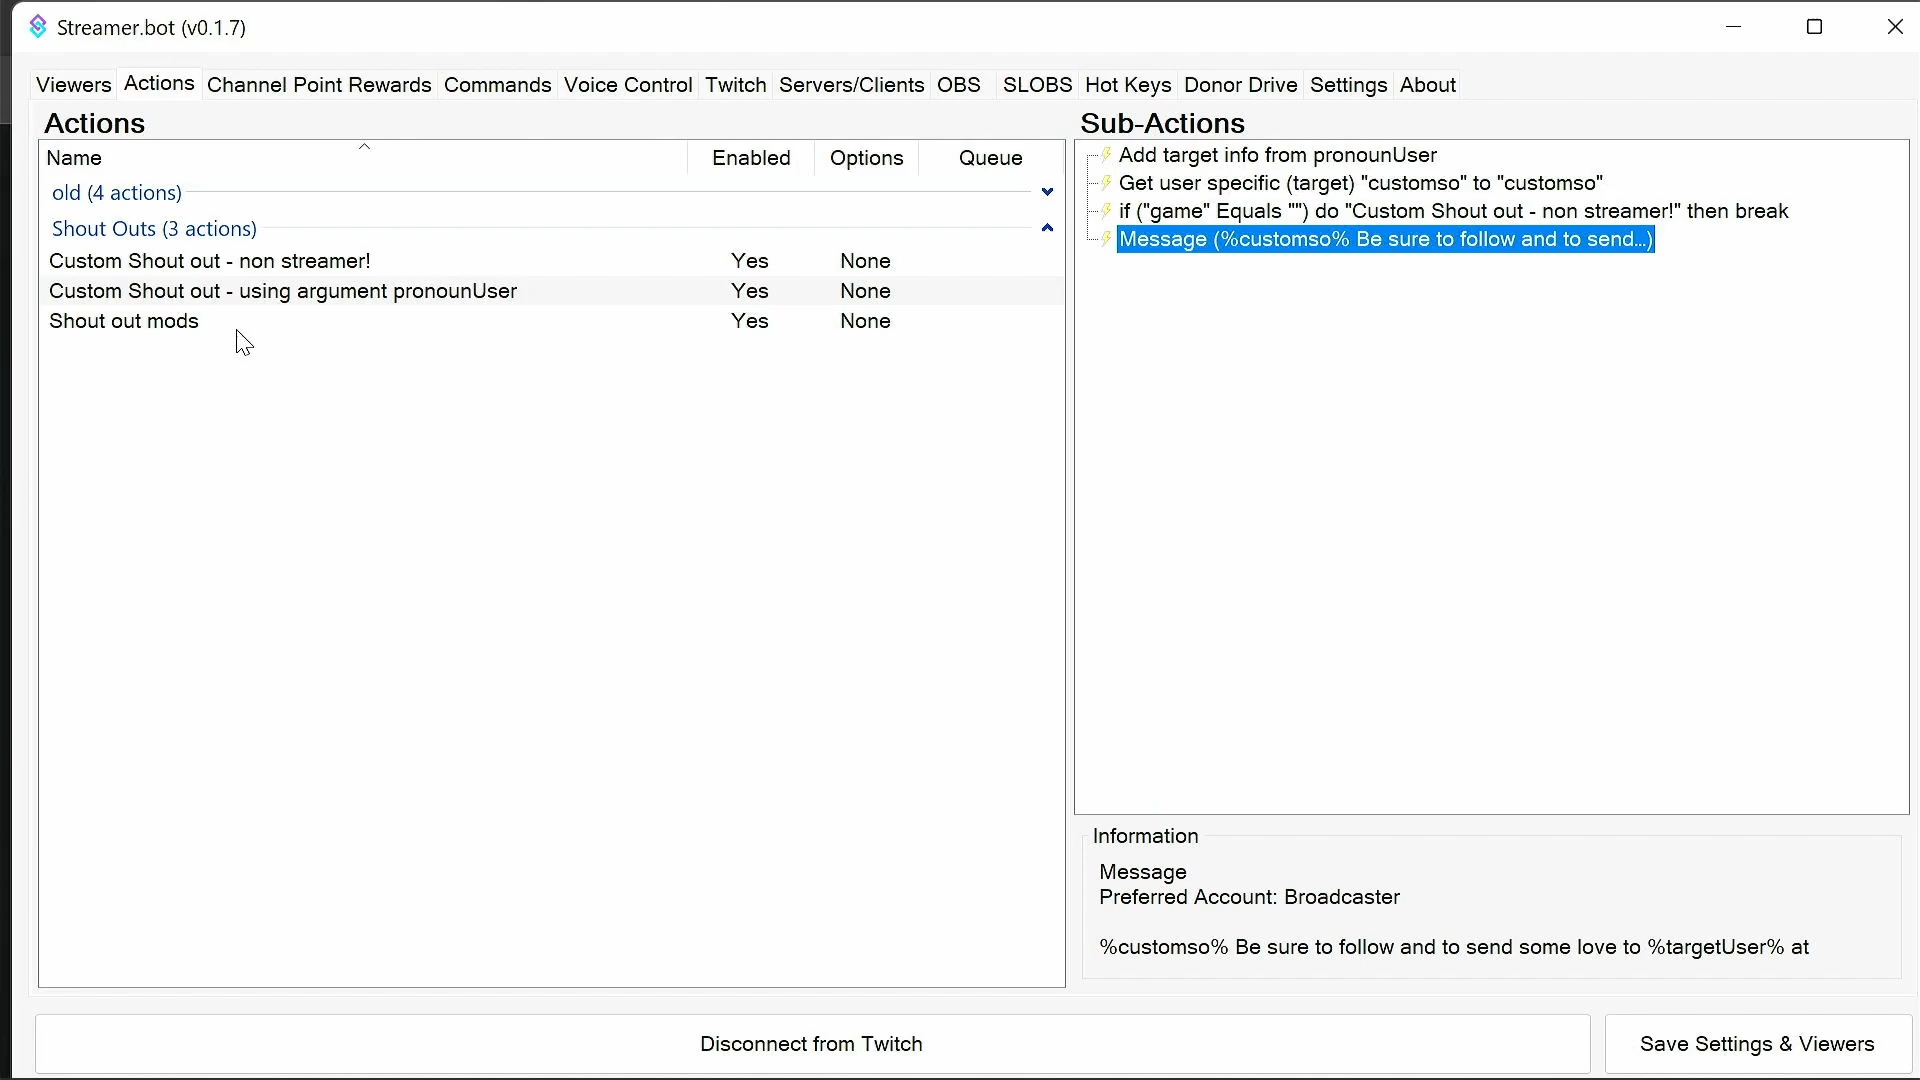 Streamer.bot (v0.1.7)
Viewers Actions Channel Point Rewards Commands Voice Control Twitch Servers/Clients OBS SLOBS Hot Keys Donor Drive Settings About
Actions
Name Enabled Options Queue
old (4 actions)
Shout Outs (3 actions)
Custom Shout out - non streamer! Yes None
Custom Shout out - using argument pronounUser Yes None
Shout out mods Yes None
Sub-Actions
Add target info from pronounUser
Get user specific (target) "customso" to "customso"
if ("game" Equals "") do "Custom Shout out - non streamer!" then break
Message (%customso% Be sure to follow and to send...)
Information
Message
Preferred Account: Broadcaster
%customso% Be sure to follow and to send some love to %targetUser% at
Disconnect from Twitch
Save Settings & Viewers